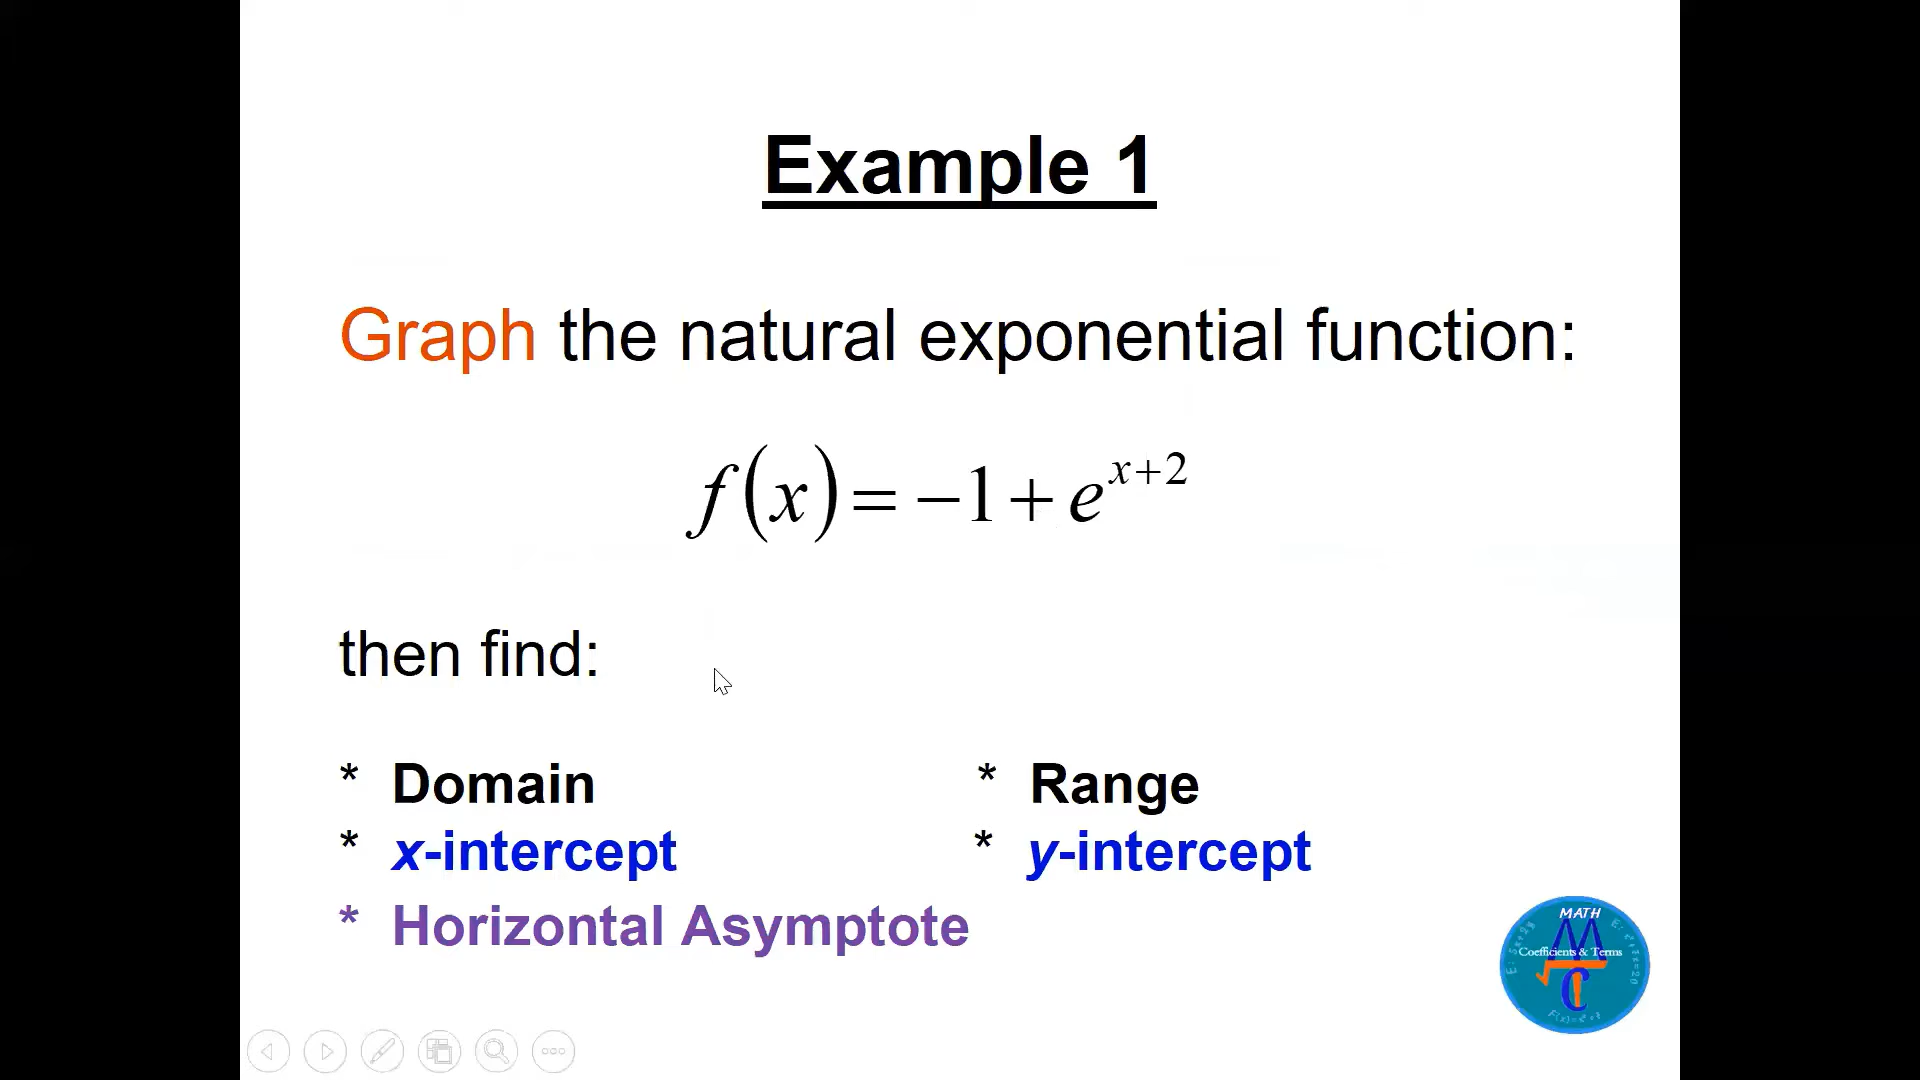 Example 1
Graph the natural exponential function:
f(x) = −1 + e^{x+2}
then find:
* Domain * Range
* x-intercept * y-intercept
* Horizontal Asymptote
MATH
Coefficients & Terms